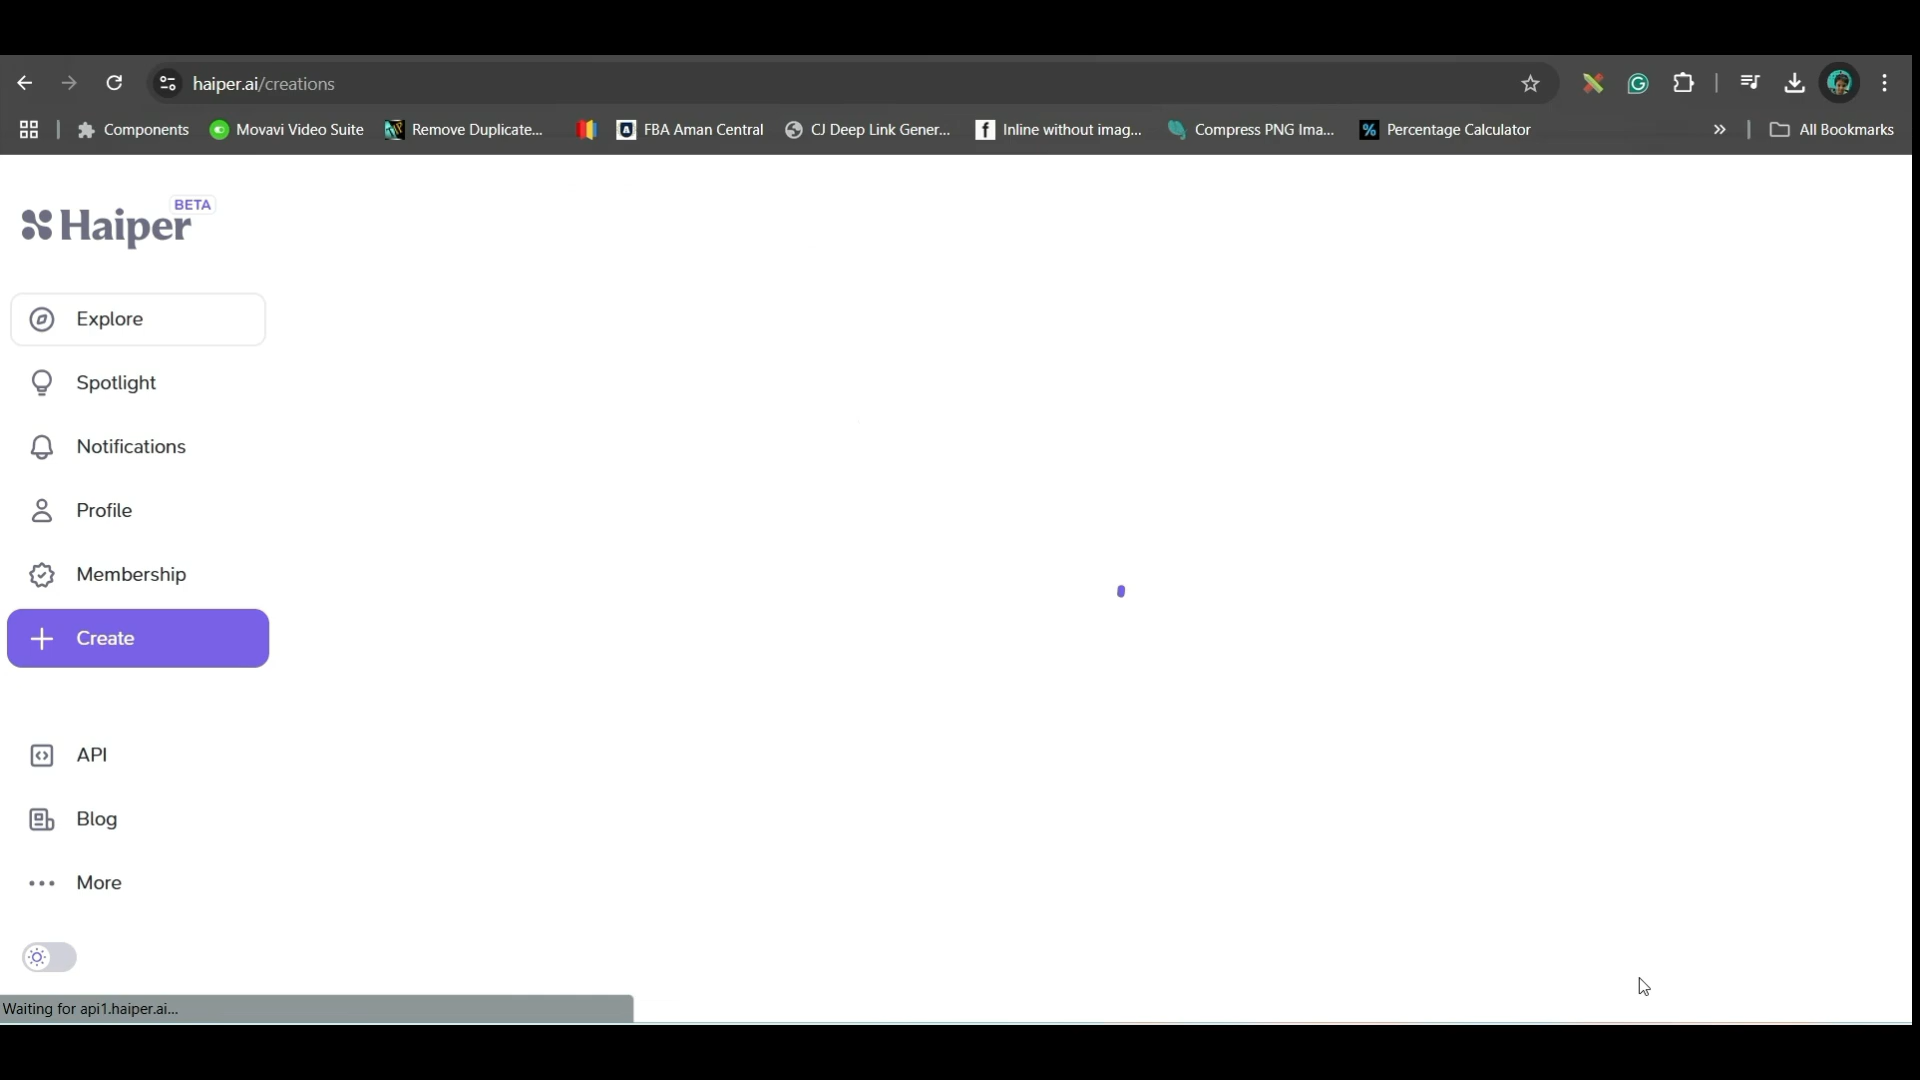 haiper.ai/creations
Components Movavi Video Suite Remove Duplicate... FBA Aman Central CJ Deep Link Gener... Inline without imag... Compress PNG Ima... % Percentage Calculator » All Bookmarks
Haiper BETA
Explore
Spotlight
Notifications
Profile
Membership
Create
API
Blog
More
Waiting for api1.haiper.ai...